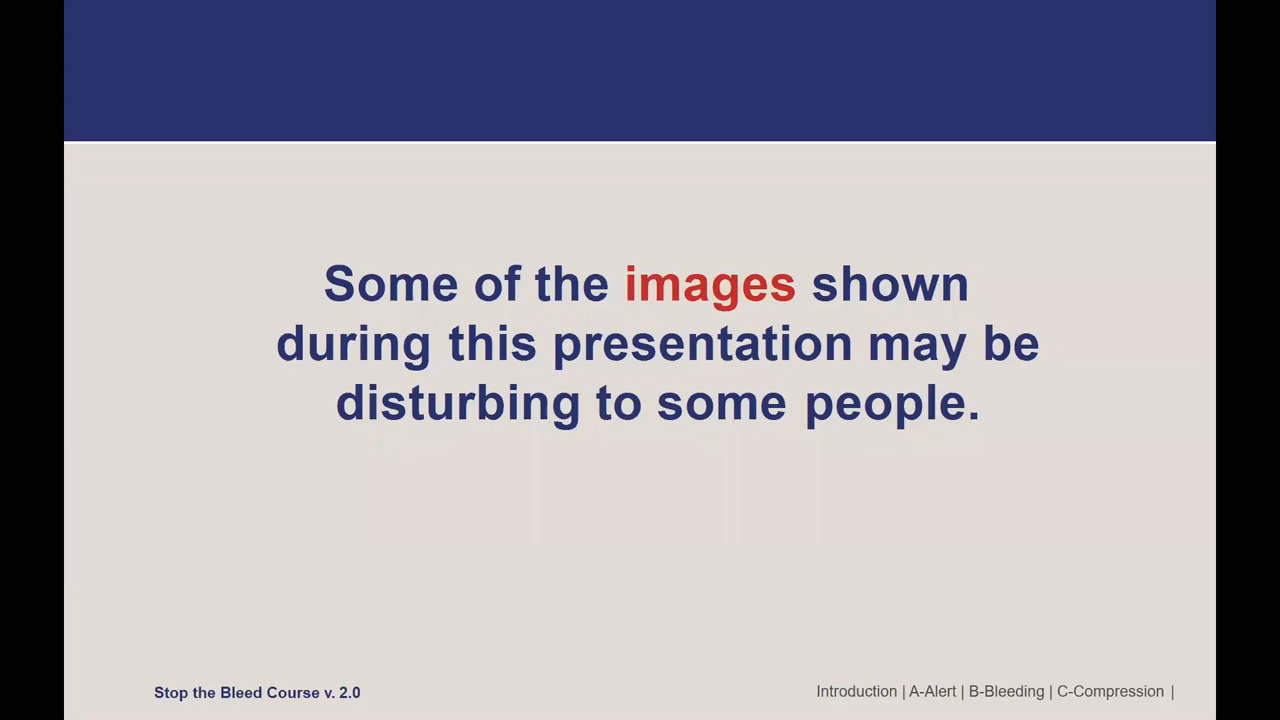 Some of the images shown
during this presentation may be
disturbing to some people.
Stop the Bleed Course v. 2.0
Introduction | A-Alert | B-Bleeding | C-Compression |